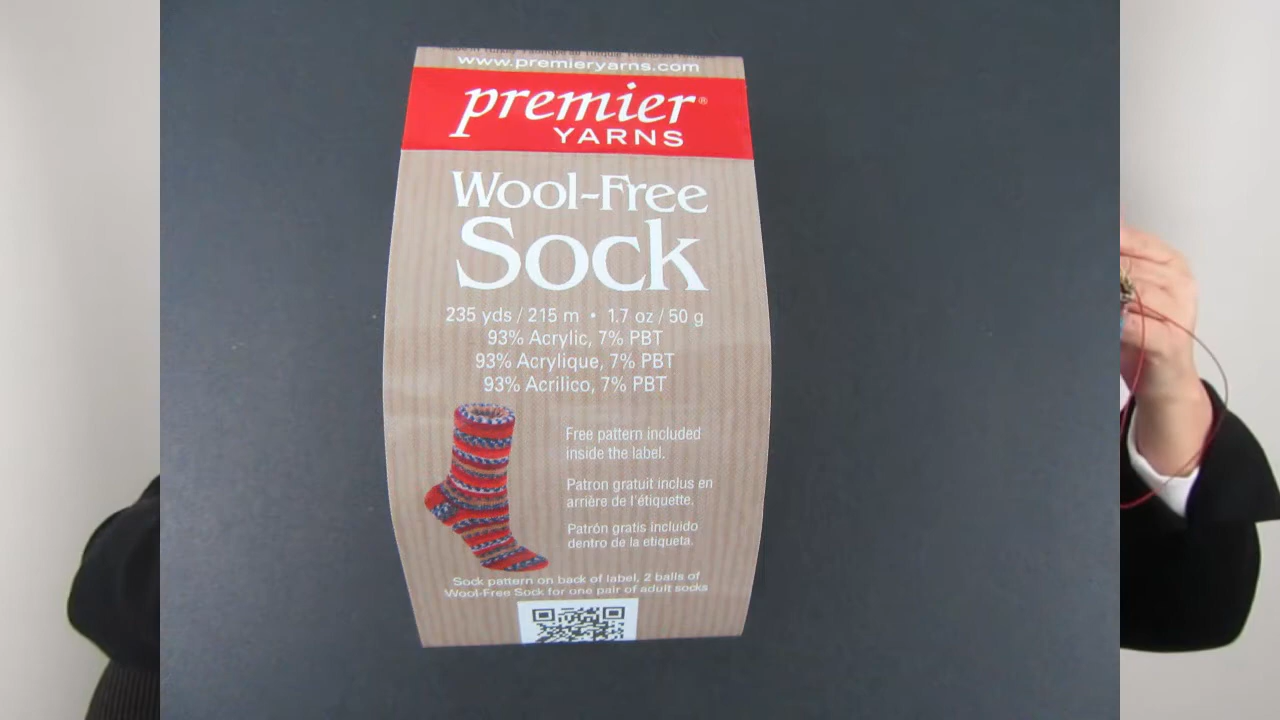 www.premieryarns.com
premier®
YARNS
Wool-Free
Sock
235 yds / 215 m • 1.7 oz / 50 g
93% Acrylic, 7% PBT
93% Acrylique, 7% PBT
93% Acrilico, 7% PBT
Free pattern included
inside the label.
Patron gratuit inclus en
arrière de l'étiquette.
Patrón gratis incluido
dentro de la etiqueta.
Sock pattern on back of label, 2 balls of
Wool-Free Sock for one pair of adult socks